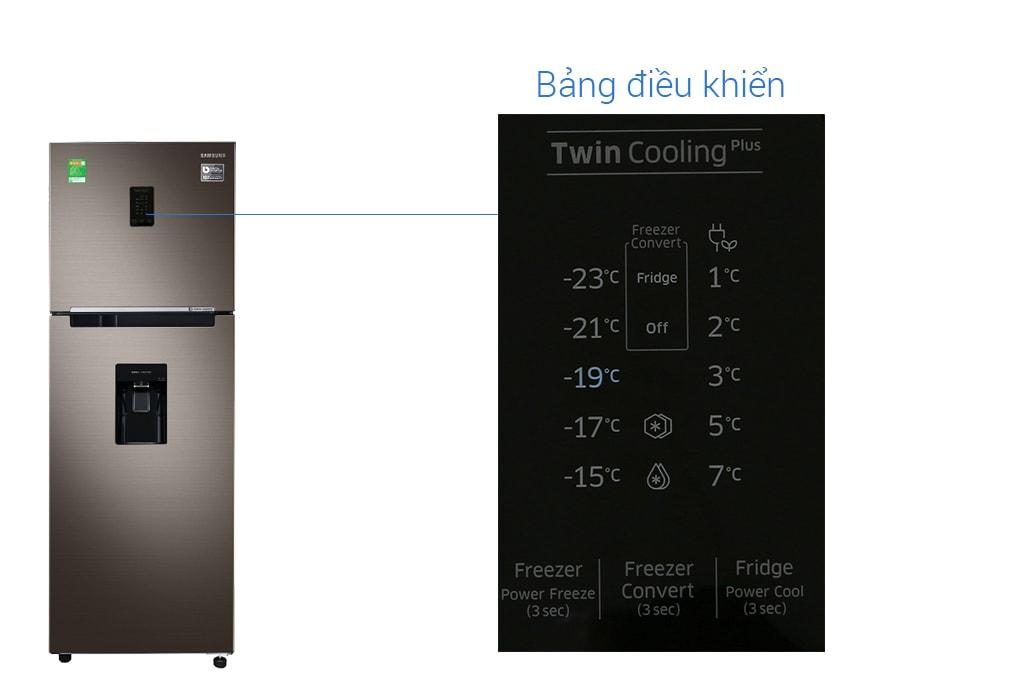 Bảng điều khiển
SAMSUNG
Twin Cooling Plus
Freezer
Convert
-23°C Fridge 1°C
-21°C Off 2°C
-19°C 3°C
-17°C 5°C
-15°C 7°C
Freezer
Power Freeze
(3 sec)
Freezer
Convert
(3 sec)
Fridge
Power Cool
(3 sec)